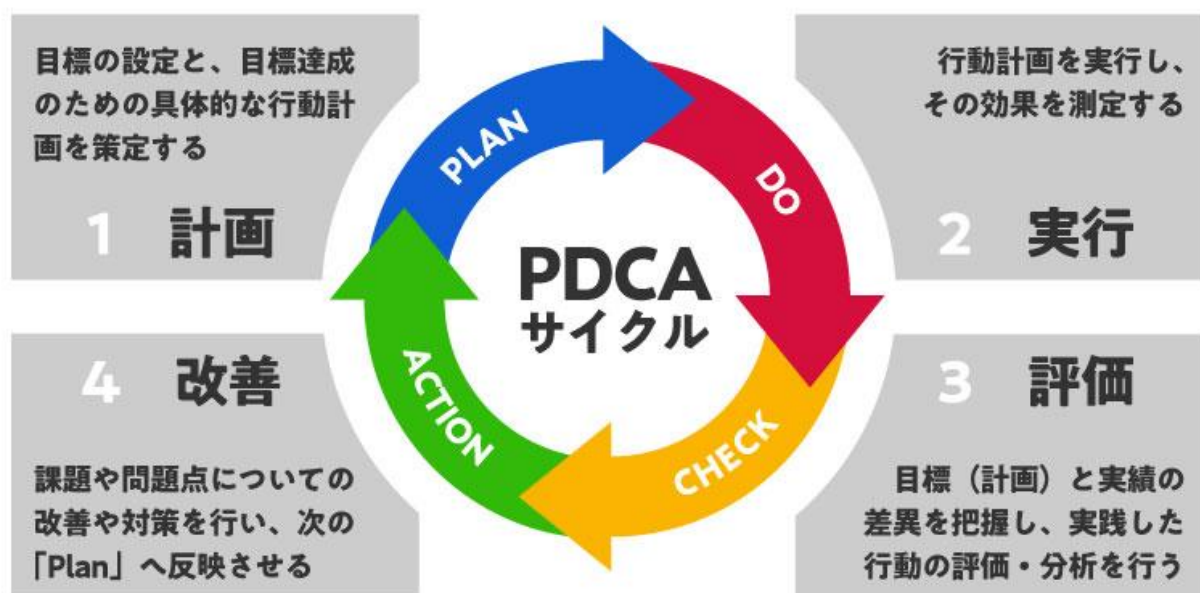 目標の設定と、目標達成
のための具体的な行動計
画を策定する
1 計画
行動計画を実行し、
その効果を測定する
2 実行
PLAN
DO
PDCA
サイクル
ACTION
CHECK
4 改善
課題や問題点についての
改善や対策を行い、次の
「Plan」へ反映させる
3 評価
目標（計画）と実績の
差異を把握し、実践した
行動の評価・分析を行う